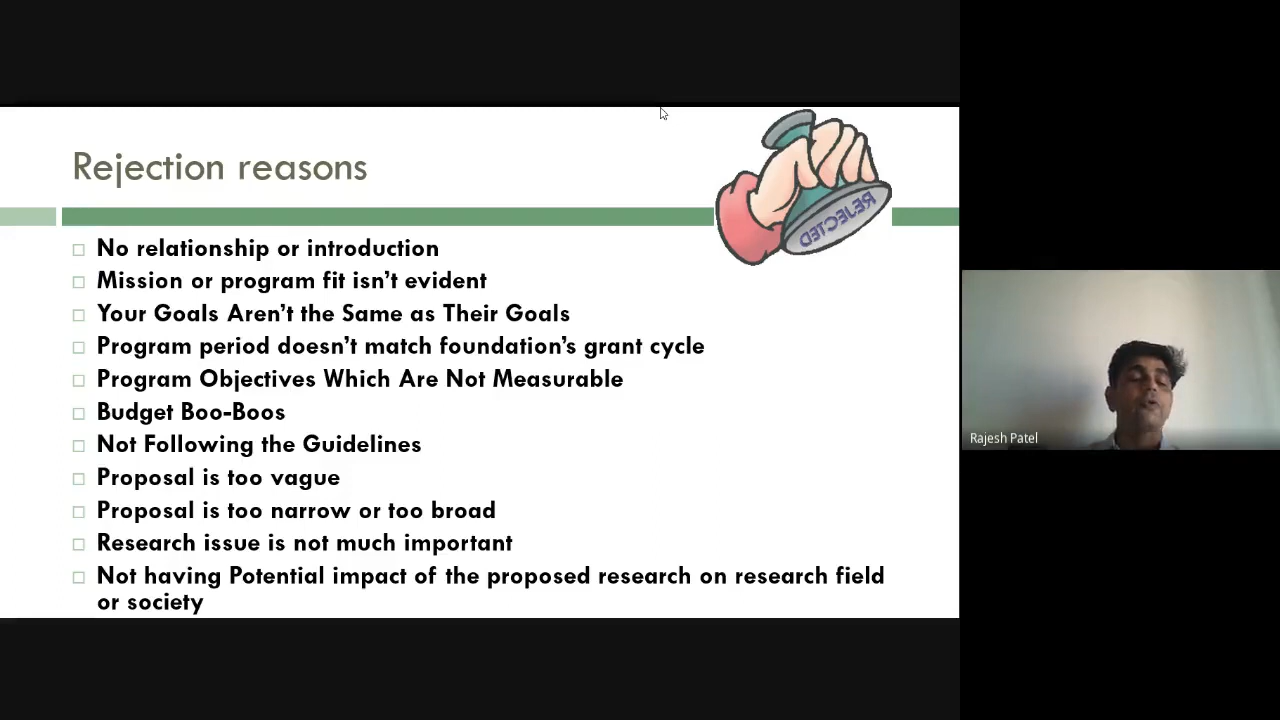 Rejection reasons
REJECTED
No relationship or introduction
Mission or program fit isn't evident
Your Goals Aren't the Same as Their Goals
Program period doesn't match foundation's grant cycle
Program Objectives Which Are Not Measurable
Budget Boo-Boos
Not Following the Guidelines
Proposal is too vague
Proposal is too narrow or too broad
Research issue is not much important
Not having Potential impact of the proposed research on research field
or society
Rajesh Patel